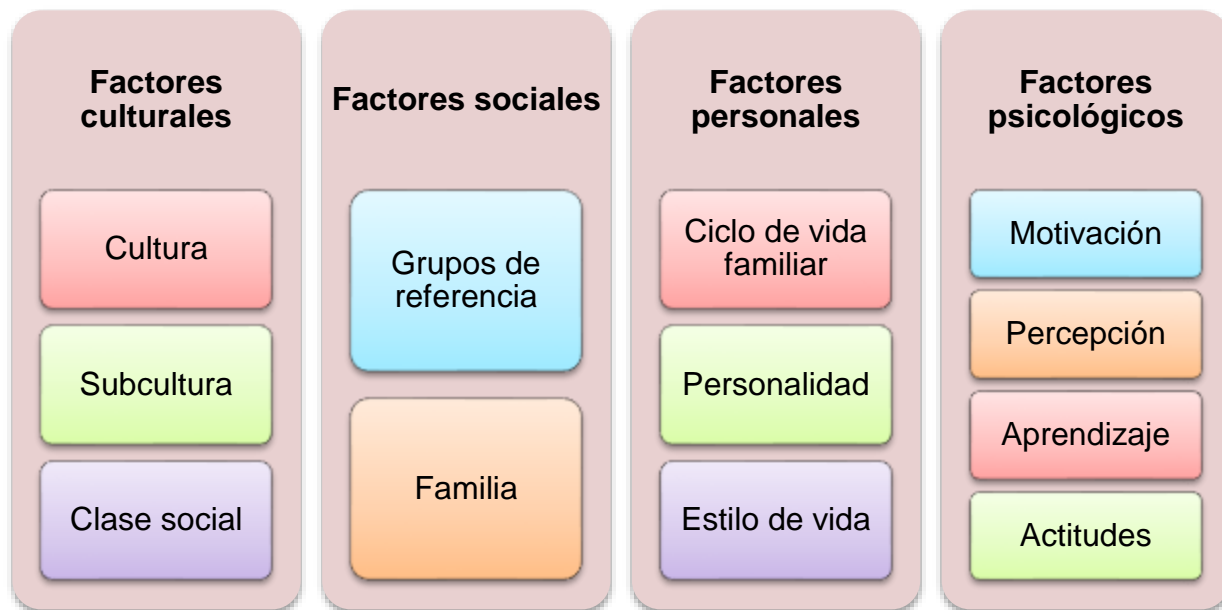 Factores
culturales
Cultura
Subcultura
Clase social
Factores sociales
Grupos de
referencia
Familia
Factores
personales
Ciclo de vida
familiar
Personalidad
Estilo de vida
Factores
psicológicos
Motivación
Percepción
Aprendizaje
Actitudes